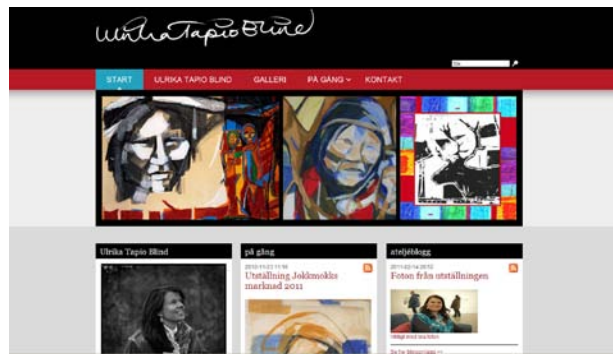 Ulrika Tapio Blind
START ULRIKA TAPIO BLIND GALLERI PÅ GÅNG KONTAKT
Ulrika Tapio Blind
på gång
Utställning Jokkmokks
marknad 2011
ateljéblogg
Foton från utställningen